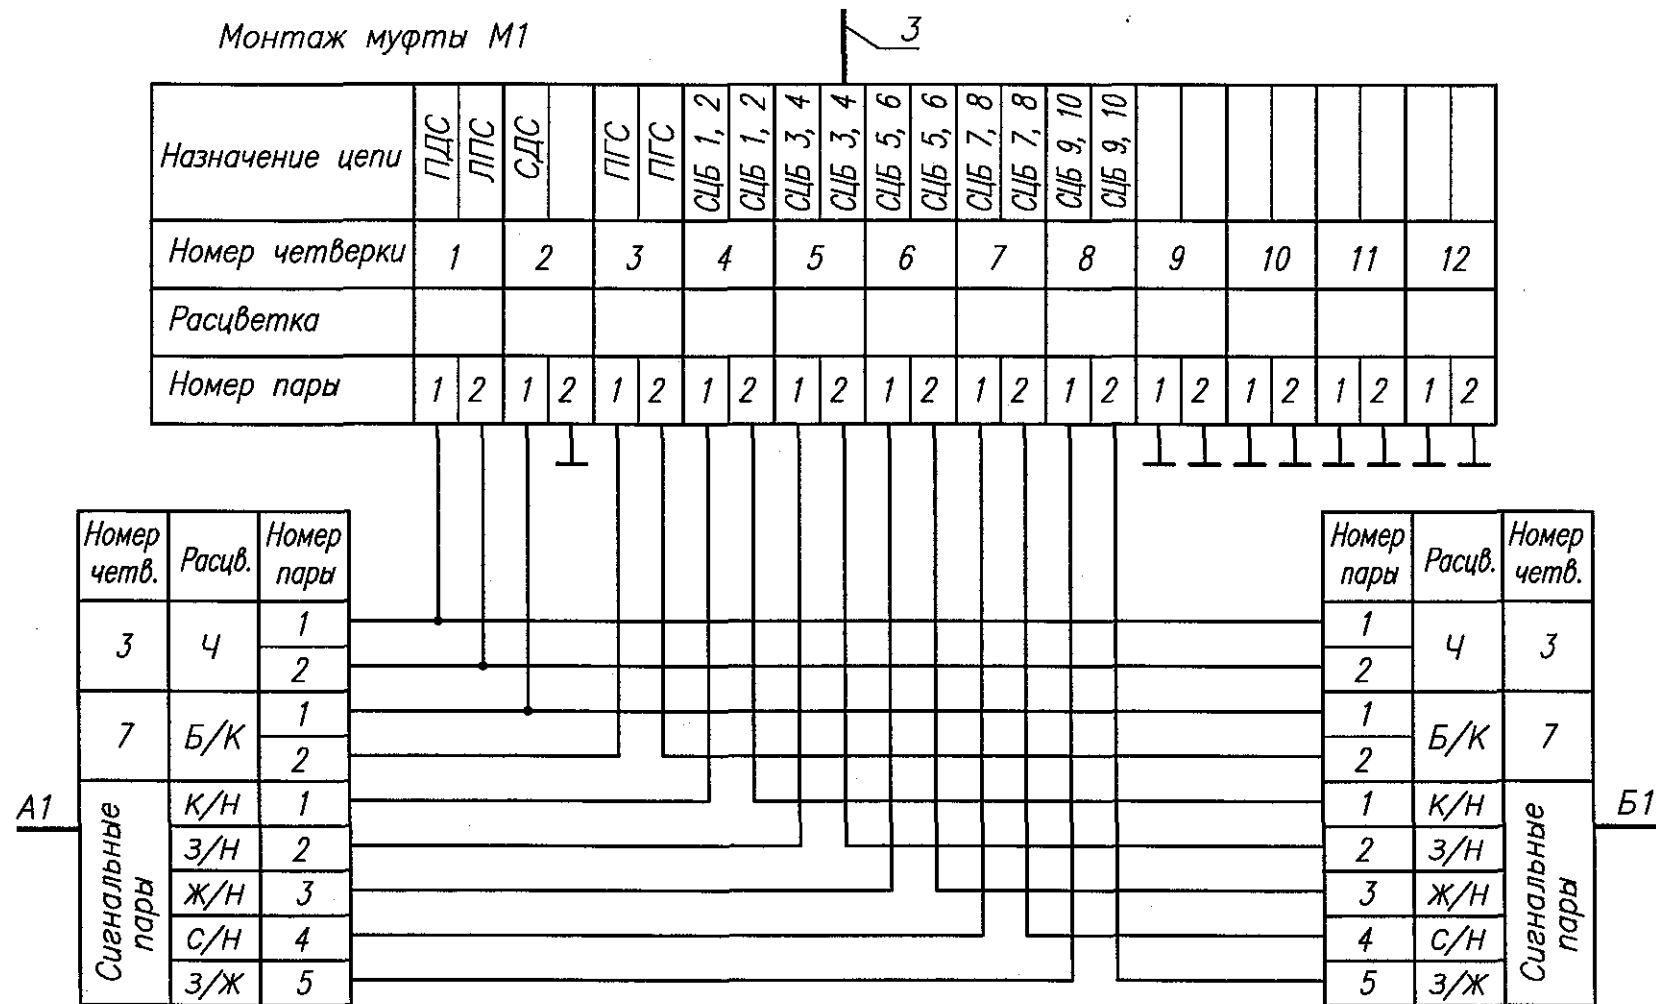 Монтаж муфты М1
3
Назначение цепи
ПДС
ЛПС
СДС
ПГС
ПГС
СЦБ 1, 2
СЦБ 1, 2
СЦБ 3, 4
СЦБ 3, 4
СЦБ 5, 6
СЦБ 5, 6
СЦБ 7, 8
СЦБ 7, 8
СЦБ 9, 10
СЦБ 9, 10
Номер четверки 1 2 3 4 5 6 7 8 9 10 11 12
Расцветка
Номер пары 1 2 1 2 1 2 1 2 1 2 1 2 1 2 1 2 1 2 1 2 1 2 1 2
Номер четв.
Расцв.
Номер пары
3 Ч 1
2
7 Б/К 1
2
А1
Сигнальные пары
К/Н 1
З/Н 2
Ж/Н 3
С/Н 4
З/Ж 5
Номер пары
Расцв.
Номер четв.
1 Ч 3
2
1 Б/К 7
2
1 К/Н
2 З/Н
3 Ж/Н
4 С/Н
5 З/Ж
Сигнальные пары
Б1